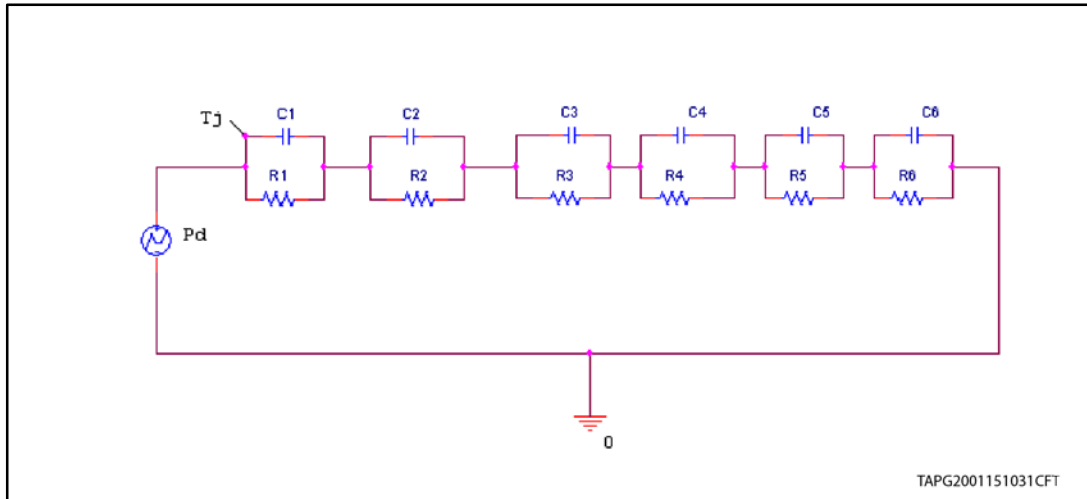 Tj
C1
C2
C3
C4
C5
C6
R1
R2
R3
R4
R5
R6
Pd
0
TAPG2001151031CFT